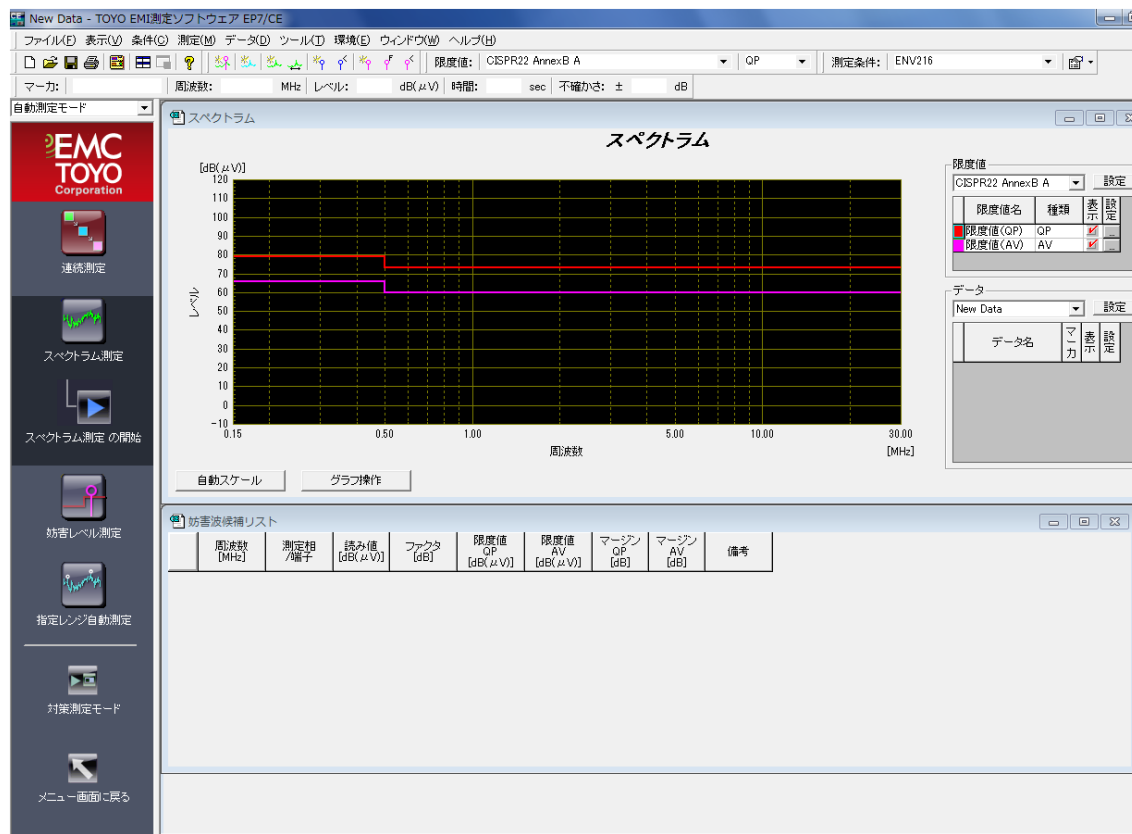 New Data - TOYO EMI測定ソフトウェア EP7/CE
ファイル(F) 表示(V) 条件(C) 測定(M) データ(D) ツール(T) 環境(E) ウィンドウ(W) ヘルプ(H)
限度値: CISPR22 AnnexB A QP 測定条件: ENV216
マーカ: 周波数: MHz レベル: dB(μV) 時間: sec 不確かさ: ± dB
自動測定モード
EMC
TOYO
Corporation
連続測定
スペクトラム測定
スペクトラム測定 の開始
妨害レベル測定
指定レンジ自動測定
対策測定モード
メニュー画面に戻る
スペクトラム
スペクトラム
[dB(μV)]
120
110
100
90
80
70
60
50
40
30
20
10
0
-10
レベル
0.15 0.50 1.00 5.00 10.00 30.00
周波数 [MHz]
自動スケール グラフ操作
限度値
CISPR22 AnnexB A 設定
限度値名 種類 表示 設定
限度値(QP) QP
限度値(AV) AV
データ
New Data 設定
データ名 マーカ 表示 設定
妨害波候補リスト
周波数 [MHz] 測定相/端子 読み値 [dB(μV)] ファクタ [dB] 限度値 QP [dB(μV)] 限度値 AV [dB(μV)] マージン QP [dB] マージン AV [dB] 備考